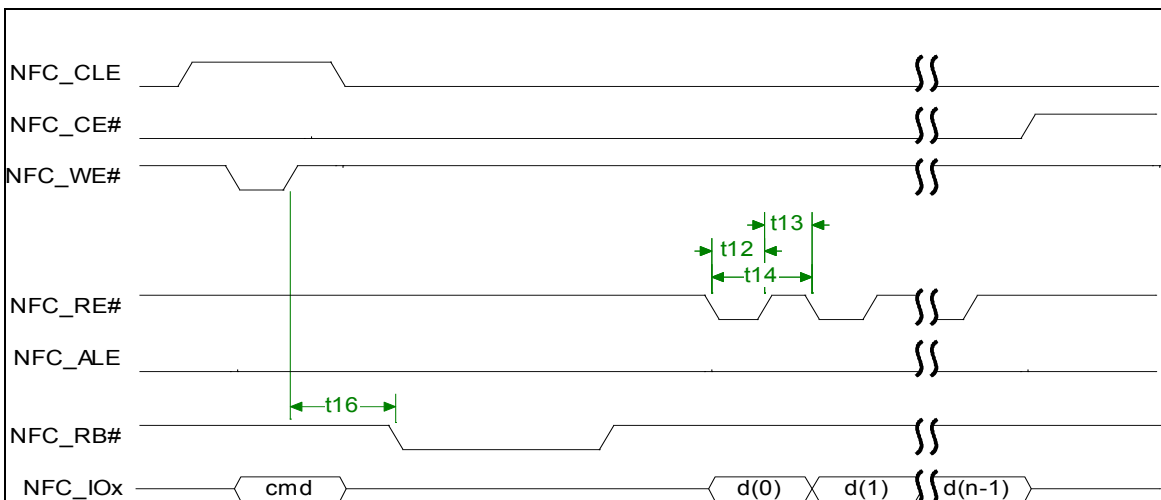 NFC_CLE
NFC_CE#
NFC_WE#
t13
t12
t14
NFC_RE#
NFC_ALE
t16
NFC_RB#
NFC_IOx cmd d(0) d(1) d(n-1)